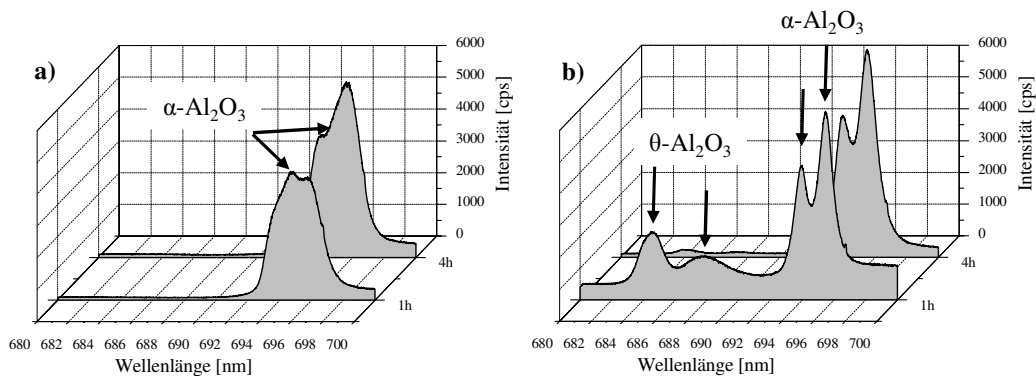 a)
α-Al₂O₃
6000
5000
4000
3000
2000
1000
0
Intensität [cps]
4h
1h
680 682 684 686 688 690 692 694 696 698 700
Wellenlänge [nm]
b)
α-Al₂O₃
θ-Al₂O₃
6000
5000
4000
3000
2000
1000
0
Intensität [cps]
4h
1h
680 682 684 686 688 690 692 694 696 698 700
Wellenlänge [nm]